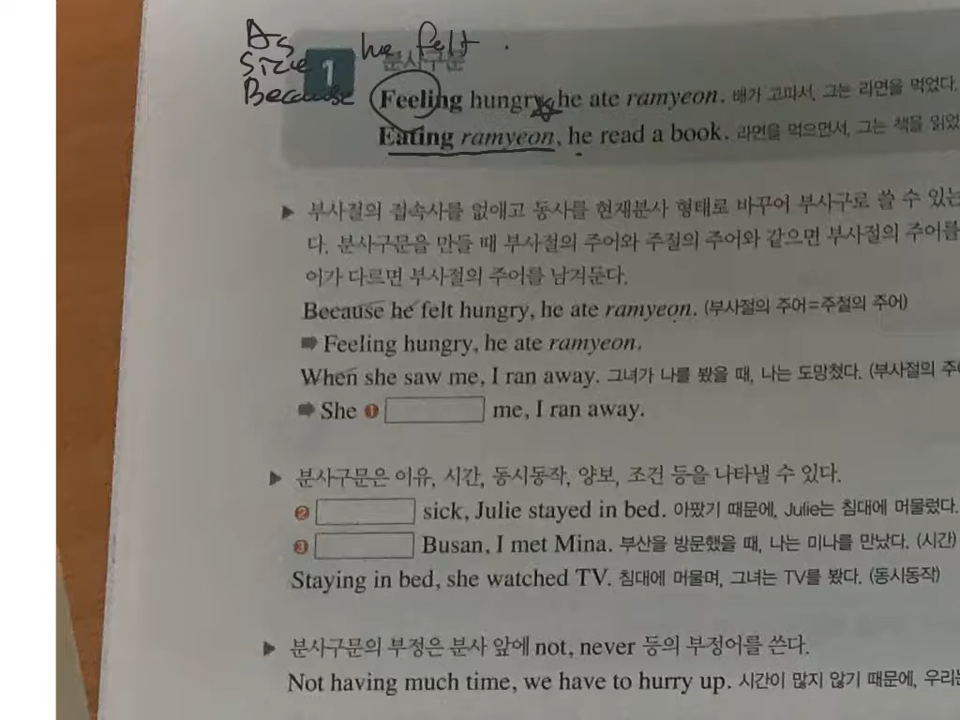 As
he felt.
Since
1
분사구문
Because
Feeling hungry, he ate ramyeon. 배가 고파서, 그는 라면을 먹었다.
Eating ramyeon, he read a book. 라면을 먹으면서, 그는 책을 읽었
▶ 부사절의 접속사를 없애고 동사를 현재분사 형태로 바꾸어 부사구로 쓸 수 있는
다. 분사구문을 만들 때 부사절의 주어와 주절의 주어와 같으면 부사절의 주어를
어가 다르면 부사절의 주어를 남겨둔다.
Because he felt hungry, he ate ramyeon. (부사절의 주어=주절의 주어)
➡ Feeling hungry, he ate ramyeon.
When she saw me, I ran away. 그녀가 나를 봤을 때, 나는 도망쳤다. (부사절의 주
➡ She ❶ me, I ran away.
▶ 분사구문은 이유, 시간, 동시동작, 양보, 조건 등을 나타낼 수 있다.
❷ sick, Julie stayed in bed. 아팠기 때문에, Julie는 침대에 머물렀다.
❸ Busan, I met Mina. 부산을 방문했을 때, 나는 미나를 만났다. (시간)
Staying in bed, she watched TV. 침대에 머물며, 그녀는 TV를 봤다. (동시동작)
▶ 분사구문의 부정은 분사 앞에 not, never 등의 부정어를 쓴다.
Not having much time, we have to hurry up. 시간이 많지 않기 때문에, 우리는